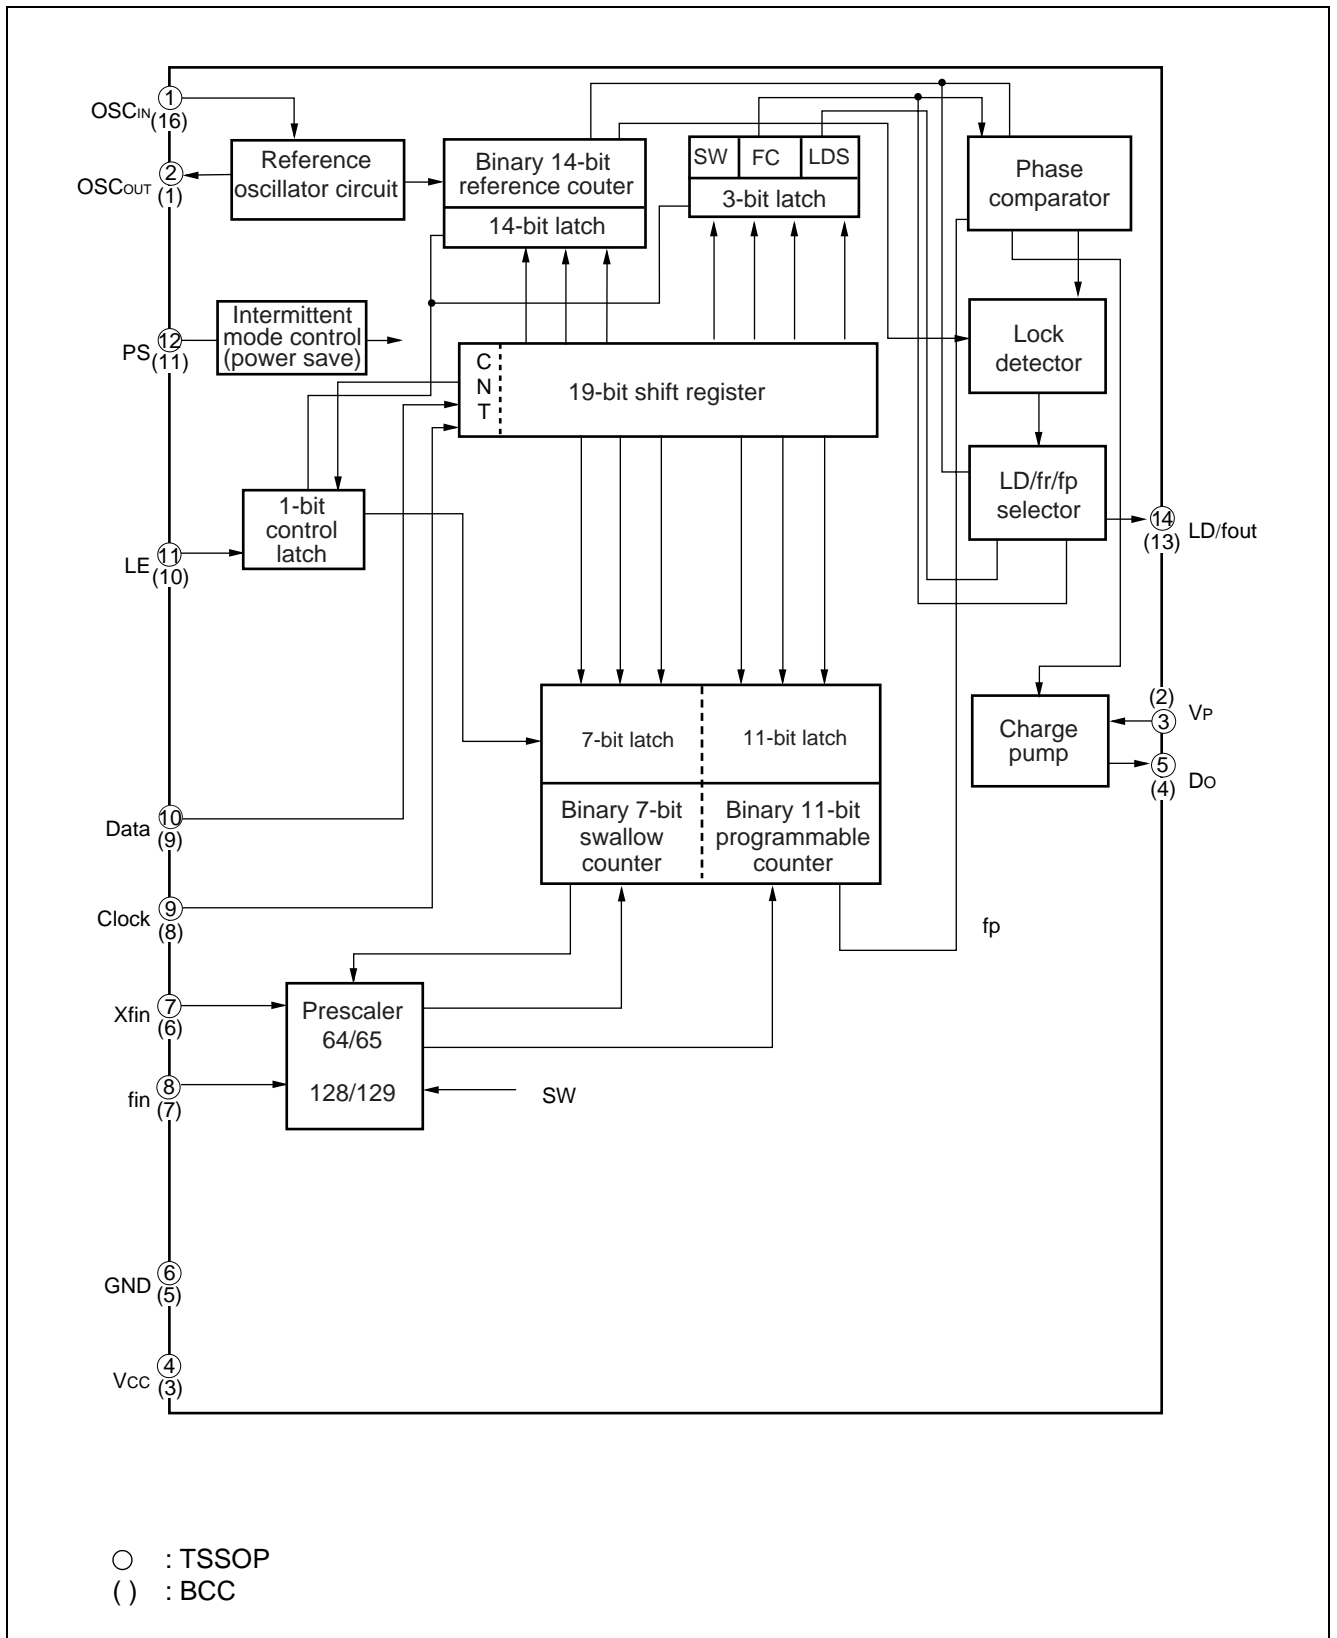 OSCIN
1
(16)
OSCOUT
2
(1)
Reference
oscillator circuit
Binary 14-bit
reference couter
14-bit latch
SW FC LDS
3-bit latch
Phase
comparator
PS
12
(11)
Intermittent
mode control
(power save)
C
N
T
19-bit shift register
Lock
detector
LE
11
(10)
1-bit
control
latch
LD/fr/fp
selector
14
(13)
LD/fout
7-bit latch
11-bit latch
Binary 7-bit
swallow
counter
Binary 11-bit
programmable
counter
Charge
pump
(2)
3
VP
5
(4)
DO
Data
10
(9)
Clock
9
(8)
fp
Xfin
7
(6)
fin
8
(7)
Prescaler
64/65
128/129
SW
GND
6
(5)
VCC
4
(3)
: TSSOP
( ) : BCC